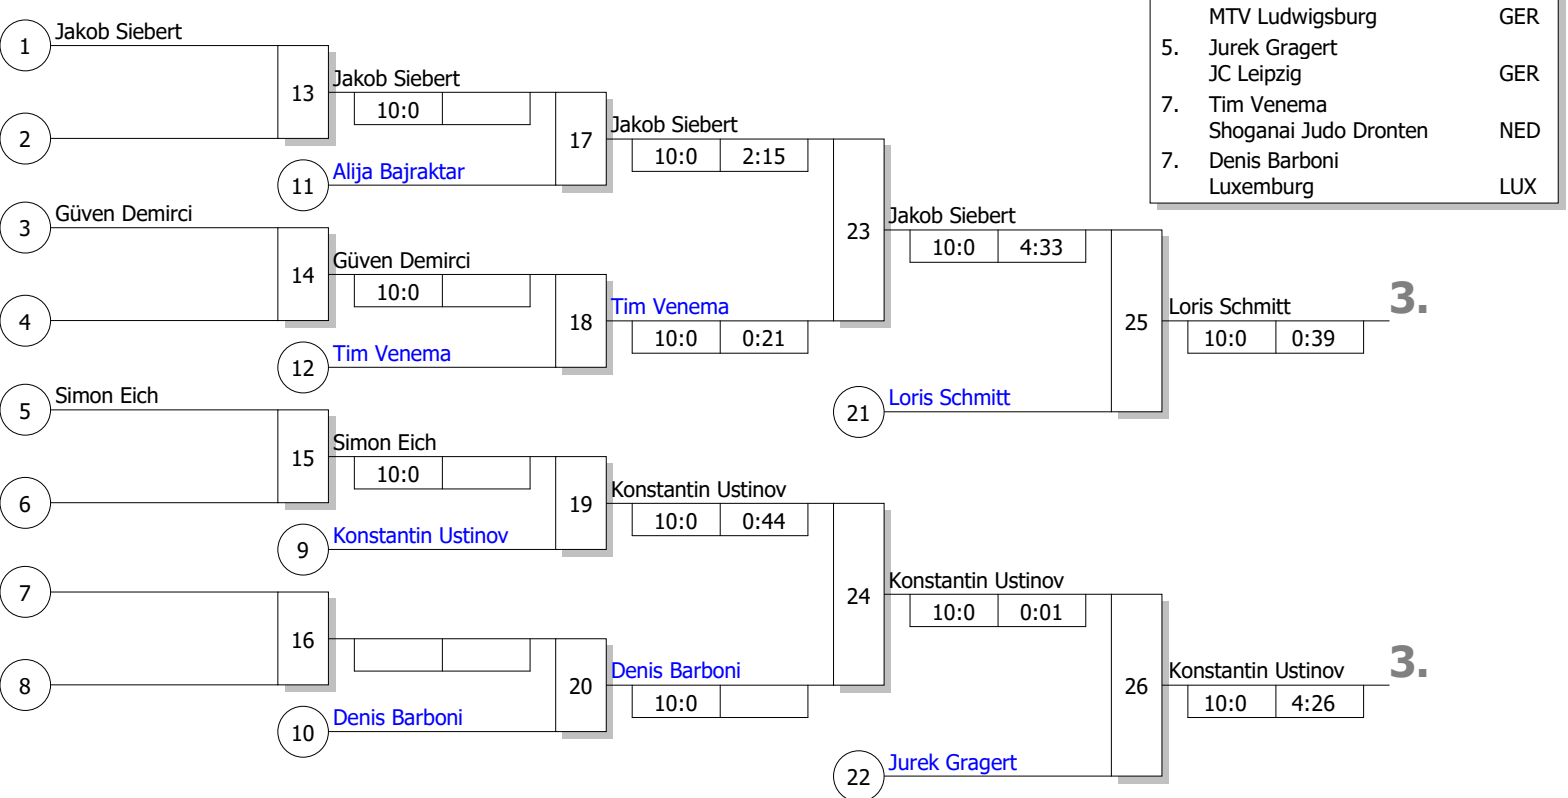 MTV Ludwigsburg GER
5. Jurek Gragert
JC Leipzig GER
7. Tim Venema
Shoganai Judo Dronten NED
7. Denis Barboni
Luxemburg LUX
1 Jakob Siebert
13 Jakob Siebert
10:0
2
17 Jakob Siebert
10:0 2:15
11 Alija Bajraktar
3 Güven Demirci
23 Jakob Siebert
10:0 4:33
14 Güven Demirci
10:0
4
18 Tim Venema
10:0 0:21
12 Tim Venema
25 Loris Schmitt 3.
10:0 0:39
5 Simon Eich
21 Loris Schmitt
15 Simon Eich
10:0
6
19 Konstantin Ustinov
10:0 0:44
9 Konstantin Ustinov
7
24 Konstantin Ustinov
10:0 0:01
16
8
20 Denis Barboni
10:0
10 Denis Barboni
26 Konstantin Ustinov 3.
10:0 4:26
22 Jurek Gragert